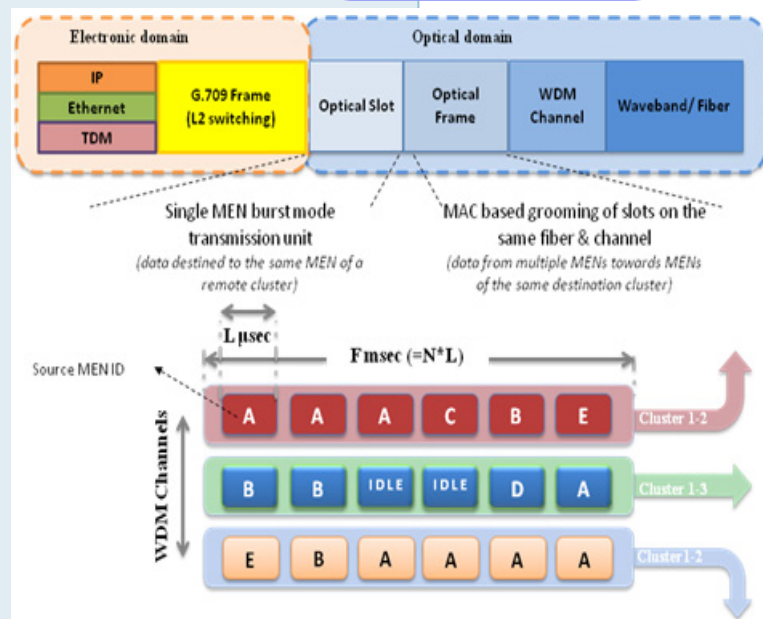 Electronic domain
Optical domain
IP
Ethernet
TDM
G.709 Frame
(L2 switching)
Optical Slot
Optical
Frame
WDM
Channel
Waveband/ Fiber
Single MEN burst mode
transmission unit
(data destined to the same MEN of a
remote cluster)
MAC based grooming of slots on the
same fiber & channel
(data from multiple MENs towards MENs
of the same destination cluster)
L μsec
F msec (=N*L)
Source MEN ID
WDM Channels
A A A C B E
Cluster 1-2
B B IDLE IDLE D A
Cluster 1-3
E B A A A A
Cluster 1-2